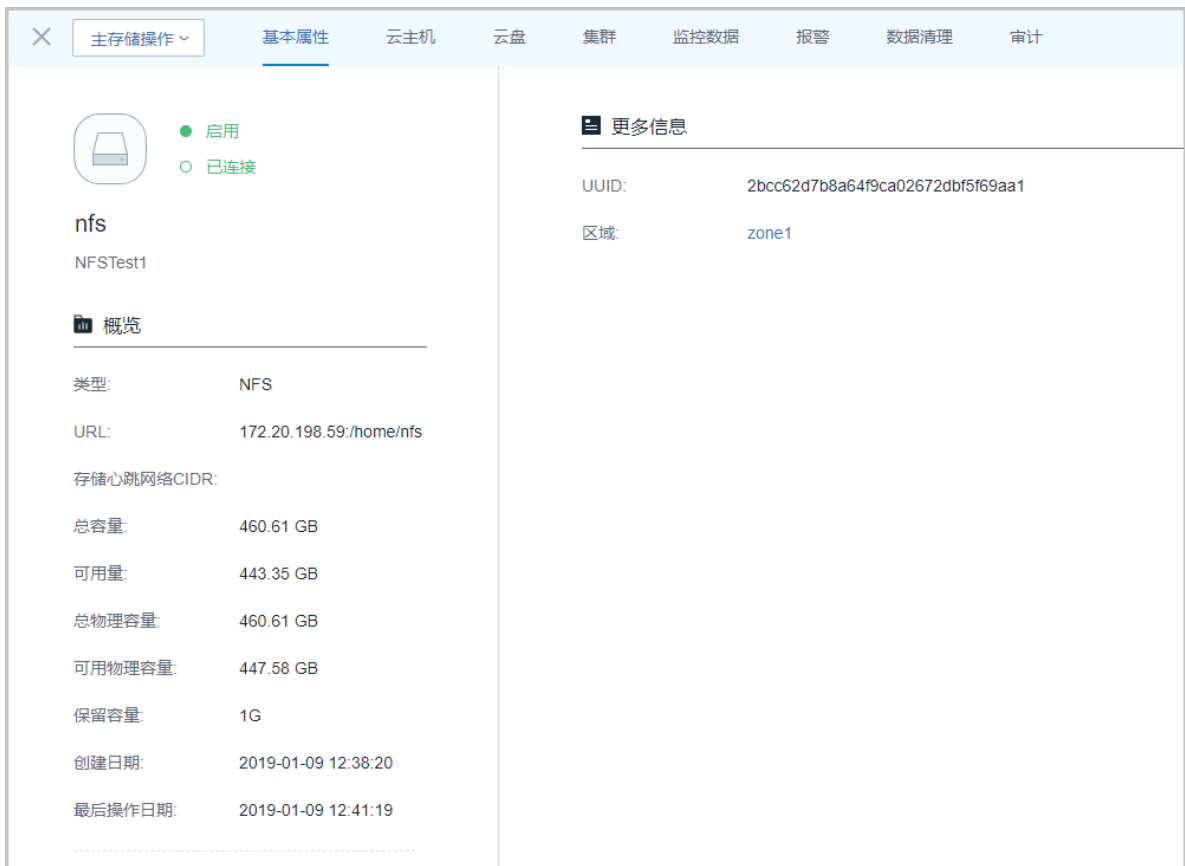 主存储操作 基本属性 云主机 云盘 集群 监控数据 报警 数据清理 审计
启用
已连接
nfs
NFSTest1
概览
类型: NFS
URL: 172.20.198.59:/home/nfs
存储心跳网络CIDR:
总容量: 460.61 GB
可用量: 443.35 GB
总物理容量: 460.61 GB
可用物理容量: 447.58 GB
保留容量: 1G
创建日期: 2019-01-09 12:38:20
最后操作日期: 2019-01-09 12:41:19
更多信息
UUID: 2bcc62d7b8a64f9ca02672dbf5f69aa1
区域: zone1